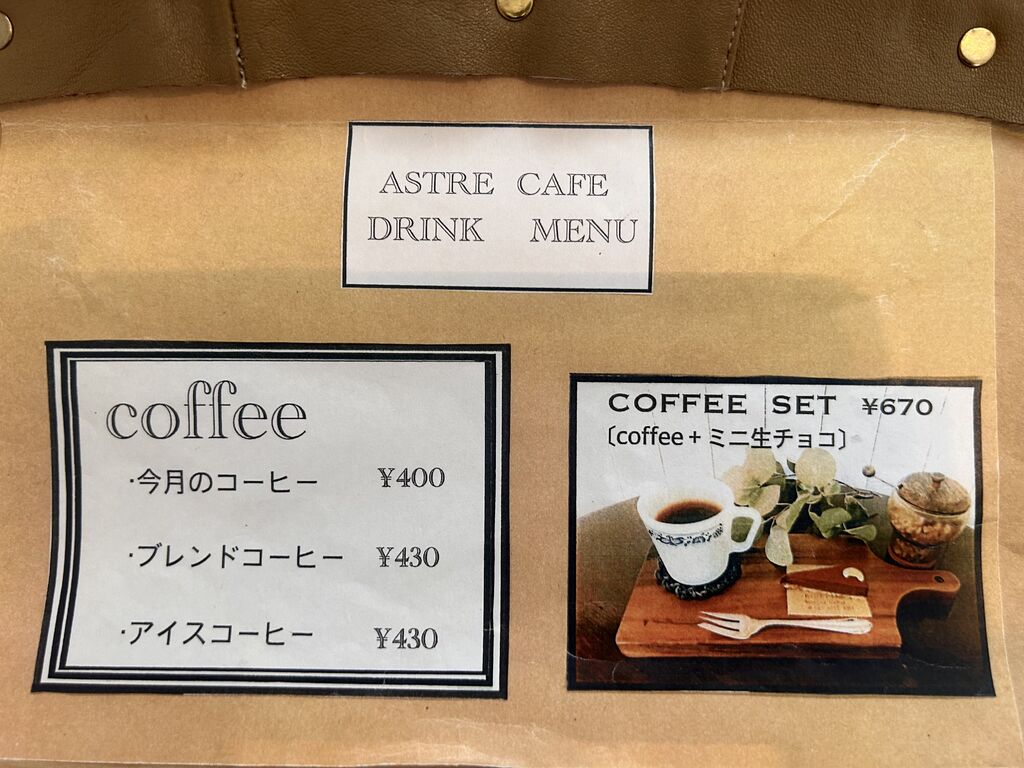 ASTRE CAFE
DRINK MENU
coffee
・今月のコーヒー ¥400
・ブレンドコーヒー ¥430
・アイスコーヒー ¥430
COFFEE SET ¥670
〔coffee + ミニ生チョコ〕